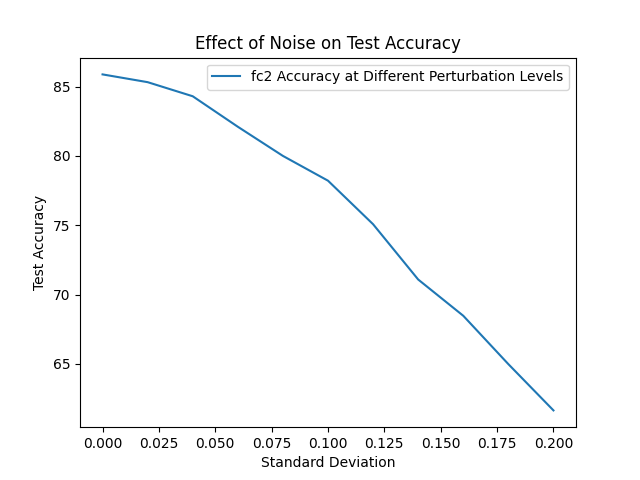 Effect of Noise on Test Accuracy
fc2 Accuracy at Different Perturbation Levels
85
80
75
70
65
Test Accuracy
0.000 0.025 0.050 0.075 0.100 0.125 0.150 0.175 0.200
Standard Deviation